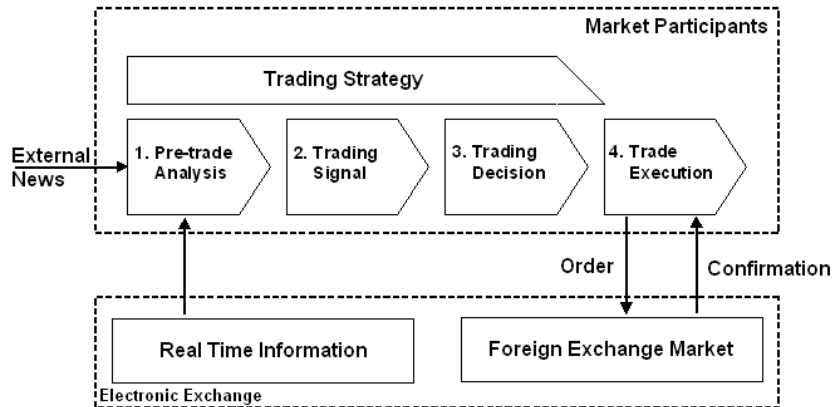 Market Participants
Trading Strategy
External
News
1. Pre-trade
Analysis
2. Trading
Signal
3. Trading
Decision
4. Trade
Execution
Order
Confirmation
Real Time Information
Foreign Exchange Market
Electronic Exchange